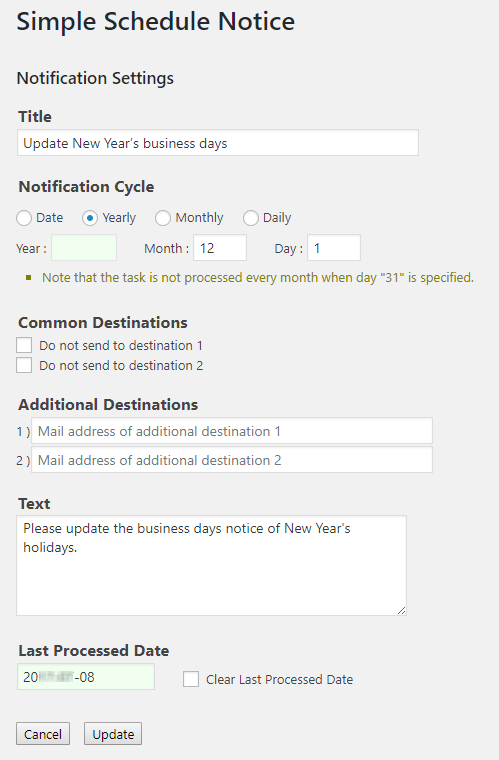 Simple Schedule Notice
Notification Settings
Title
Update New Year's business days
Notification Cycle
Date Yearly Monthly Daily
Year : Month : 12 Day : 1
Note that the task is not processed every month when day "31" is specified.
Common Destinations
Do not send to destination 1
Do not send to destination 2
Additional Destinations
1 ) Mail address of additional destination 1
2 ) Mail address of additional destination 2
Text
Please update the business days notice of New Year's
holidays.
Last Processed Date
20 -08 Clear Last Processed Date
Cancel Update